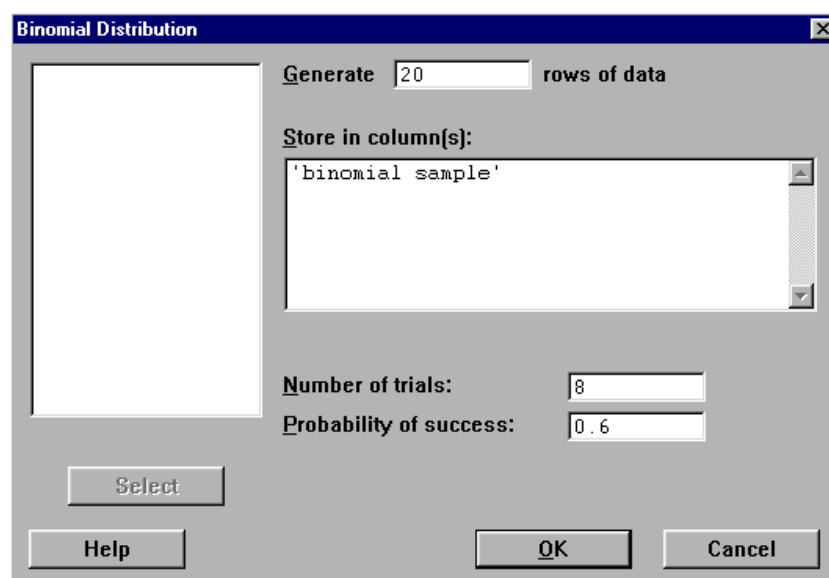 Binomial Distribution
Generate 20 rows of data
Store in column(s):
'binomial sample'
Number of trials: 8
Probability of success: 0.6
Select
Help OK Cancel